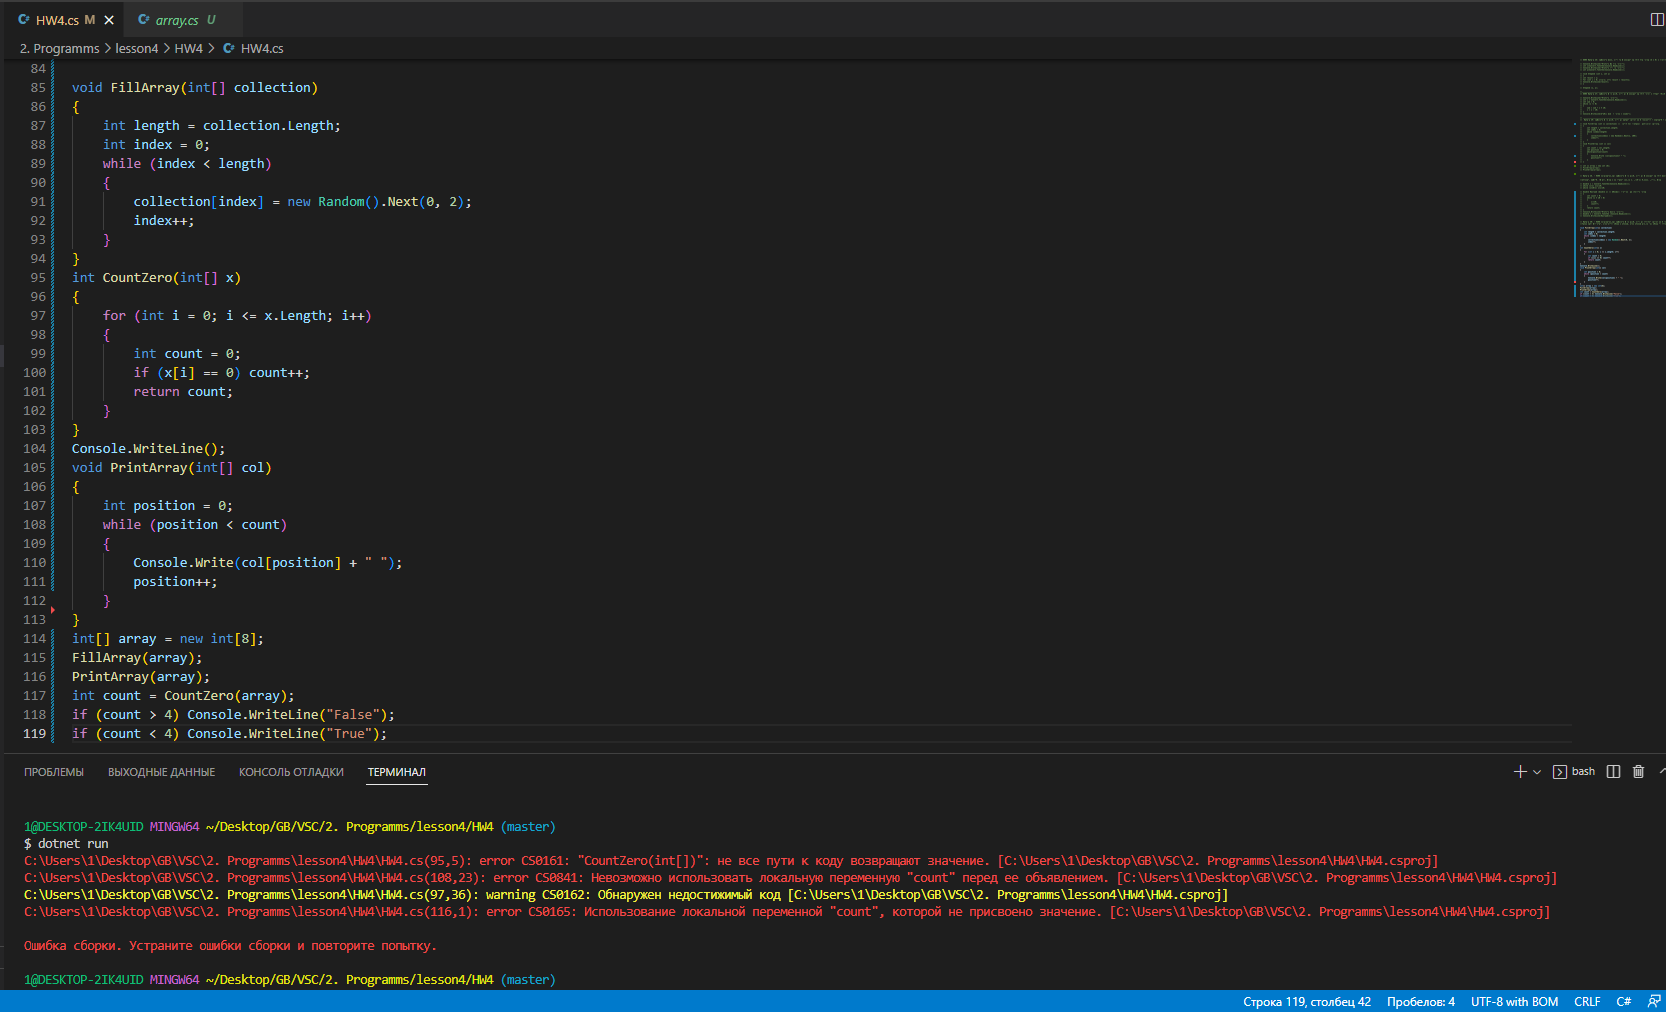 HW4.cs M
array.cs U
2. Programms > lesson4 > HW4 > HW4.cs
84
85 void FillArray(int[] collection)
86 {
87 int length = collection.Length;
88 int index = 0;
89 while (index < length)
90 {
91 collection[index] = new Random().Next(0, 2);
92 index++;
93 }
94 }
95 int CountZero(int[] x)
96 {
97 for (int i = 0; i <= x.Length; i++)
98 {
99 int count = 0;
100 if (x[i] == 0) count++;
101 return count;
102 }
103 }
104 Console.WriteLine();
105 void PrintArray(int[] col)
106 {
107 int position = 0;
108 while (position < count)
109 {
110 Console.Write(col[position] + " ");
111 position++;
112 }
113 }
114 int[] array = new int[8];
115 FillArray(array);
116 PrintArray(array);
117 int count = CountZero(array);
118 if (count > 4) Console.WriteLine("False");
119 if (count < 4) Console.WriteLine("True");
ПРОБЛЕМЫ ВЫХОДНЫЕ ДАННЫЕ КОНСОЛЬ ОТЛАДКИ ТЕРМИНАЛ
bash
1@DESKTOP-2IK4UID MINGW64 ~/Desktop/GB/VSC/2. Programms/lesson4/HW4 (master)
$ dotnet run
C:\Users\1\Desktop\GB\VSC\2. Programms\lesson4\HW4\HW4.cs(95,5): error CS0161: "CountZero(int[])": не все пути к коду возвращают значение. [C:\Users\1\Desktop\GB\VSC\2. Programms\lesson4\HW4\HW4.csproj]
C:\Users\1\Desktop\GB\VSC\2. Programms\lesson4\HW4\HW4.cs(108,23): error CS0841: Невозможно использовать локальную переменную "count" перед ее объявлением. [C:\Users\1\Desktop\GB\VSC\2. Programms\lesson4\HW4\HW4.csproj]
C:\Users\1\Desktop\GB\VSC\2. Programms\lesson4\HW4\HW4.cs(97,36): warning CS0162: Обнаружен недостижимый код [C:\Users\1\Desktop\GB\VSC\2. Programms\lesson4\HW4\HW4.csproj]
C:\Users\1\Desktop\GB\VSC\2. Programms\lesson4\HW4\HW4.cs(116,1): error CS0165: Использование локальной переменной "count", которой не присвоено значение. [C:\Users\1\Desktop\GB\VSC\2. Programms\lesson4\HW4\HW4.csproj]
Ошибка сборки. Устраните ошибки сборки и повторите попытку.
1@DESKTOP-2IK4UID MINGW64 ~/Desktop/GB/VSC/2. Programms/lesson4/HW4 (master)
Строка 119, столбец 42 Пробелов: 4 UTF-8 with BOM CRLF C#